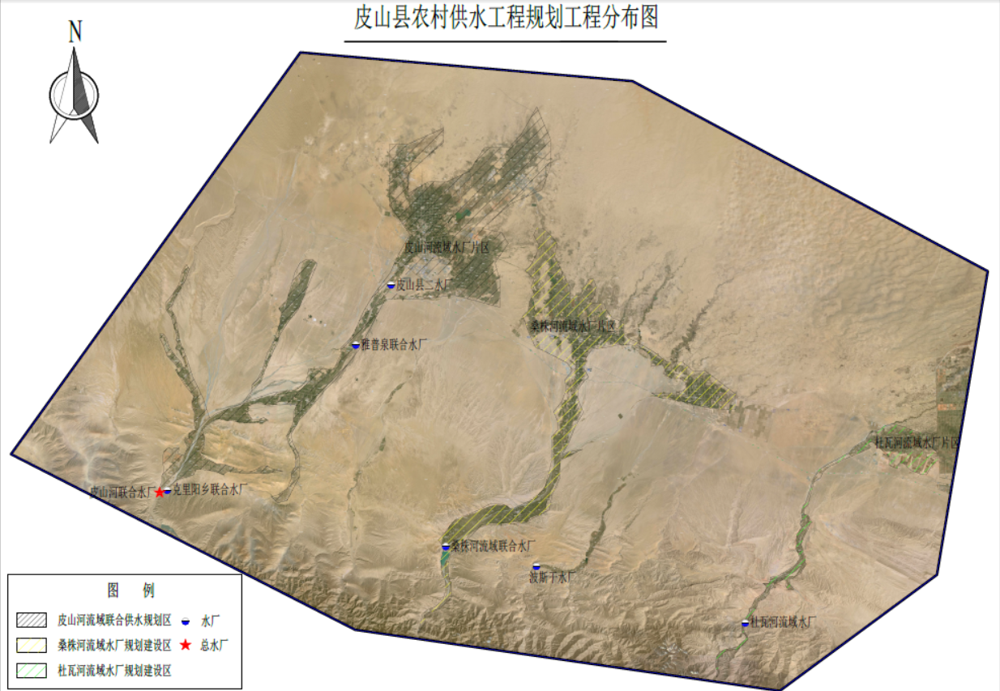 皮山县农村供水工程规划工程分布图
N
皮山河流域水厂片区
皮山县二水厂
桑株河流域水厂片区
雅普泉联合水厂
杜瓦河流域水厂片区
皮山河联合水厂
克里阳乡联合水厂
桑株河流域联合水厂
波斯干水厂
杜瓦河流域水厂
图 例
皮山河流域联合供水规划区 水厂
桑株河流域水厂规划建设区 总水厂
杜瓦河流域水厂规划建设区